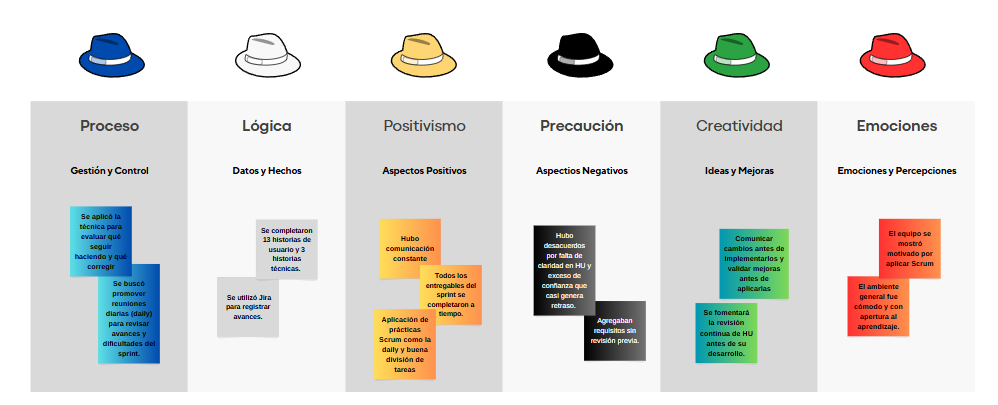 Proceso
Gestión y Control
Se aplicó la
técnica para
evaluar qué
seguir
haciendo y qué
corregir
Se buscó
promover
reuniones
diarias (daily)
para revisar
avances y
dificultades del
sprint.
Lógica
Datos y Hechos
Se completaron
13 historias de
usuario y 3
historias
técnicas.
Se utilizó Jira
para registrar
avances.
Positivismo
Aspectos Positivos
Hubo
comunicación
constante
Todos los
entregables del
sprint se
completaron a
tiempo.
Aplicación de
prácticas
Scrum como la
daily y buena
división de
tareas
Precaución
Aspectios Negativos
Hubo
desacuerdos
por falta de
claridad en HU y
exceso de
confianza que
casi genera
retraso.
Agregaban
requisitos sin
revisión previa.
Creatividad
Ideas y Mejoras
Comunicar
cambios antes de
implementarlos y
validar mejoras
antes de
aplicarlas
Se fomentará
la revisión
continua de HU
antes de su
desarrollo.
Emociones
Emociones y Percepciones
El equipo se
mostró
motivado por
aplicar Scrum
El ambiente
general fue
cómodo y con
apertura al
aprendizaje.